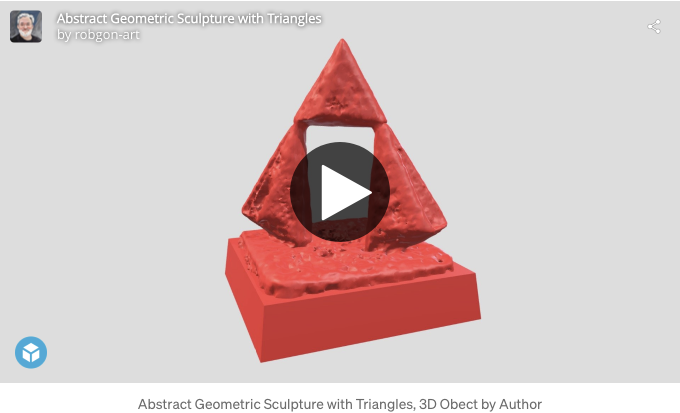 Abstract Geometric Sculpture with Triangles
by robgon-art
Abstract Geometric Sculpture with Triangles, 3D Obect by Author